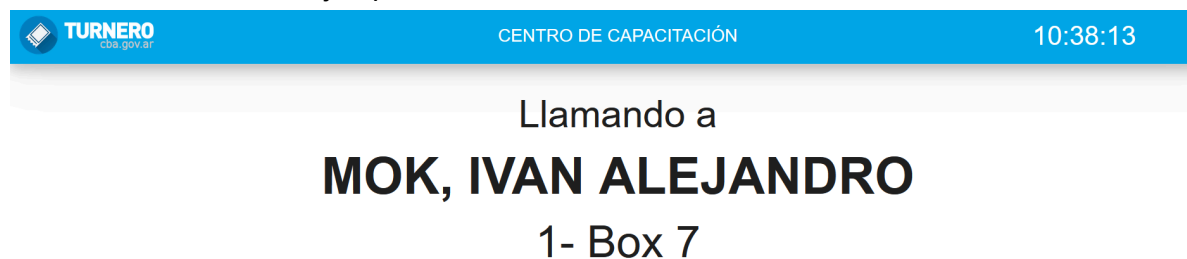 TURNERO
cba.gov.ar
CENTRO DE CAPACITACIÓN
10:38:13
Llamando a
MOK, IVAN ALEJANDRO
1- Box 7